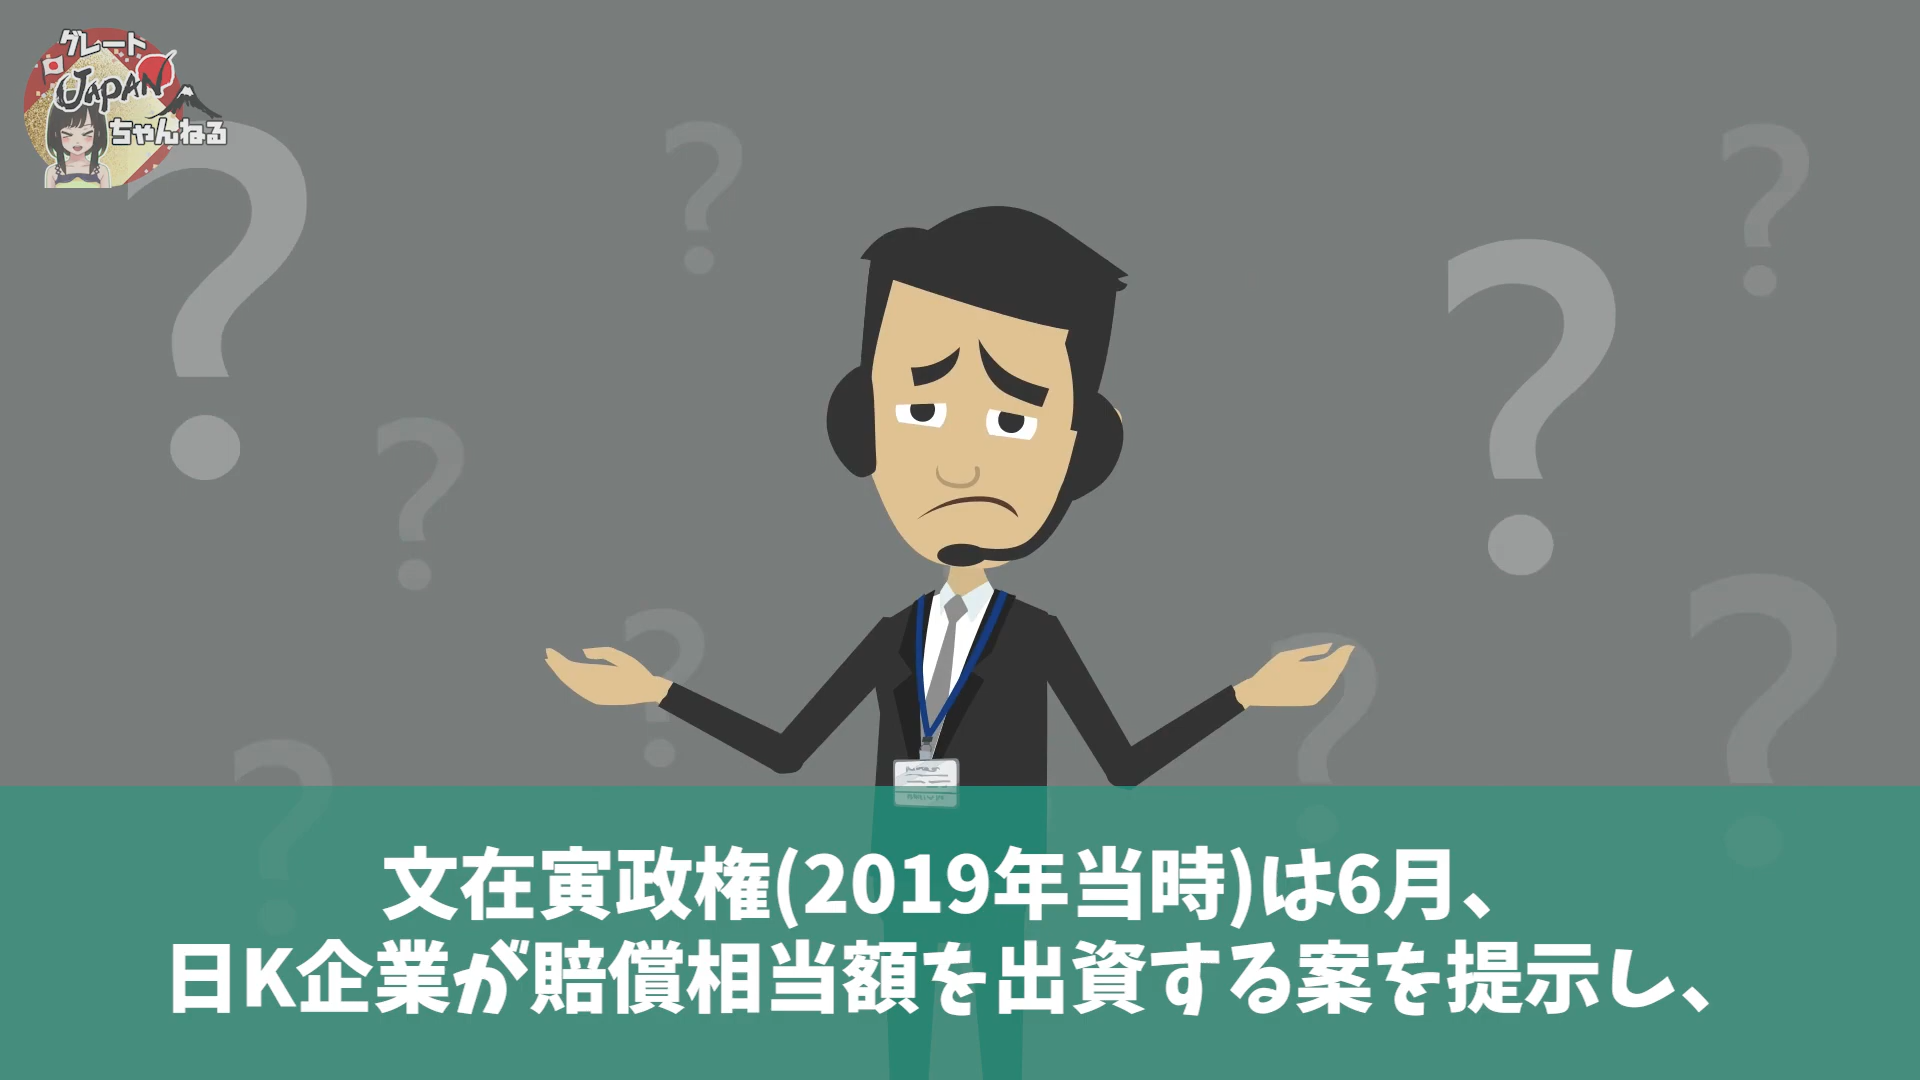 グレート
JAPAN
ちゃんねる
文在寅政権(2019年当時)は6月、
日K企業が賠償相当額を出資する案を提示し、